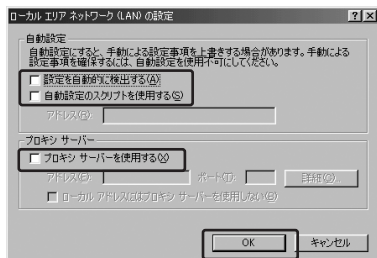 ローカル エリア ネットワーク (LAN) の設定
自動設定
自動設定にすると、手動による設定事項を上書きする場合があります。手動による
設定事項を確保するには、自動設定を使用不可にしてください。
設定を自動的に検出する(A)
自動設定のスクリプトを使用する(S)
アドレス(R):
プロキシ サーバー
プロキシ サーバーを使用する(X)
アドレス(E): ポート(T): 詳細(C)...
ローカル アドレスにはプロキシ サーバーを使用しない(B)
OK キャンセル